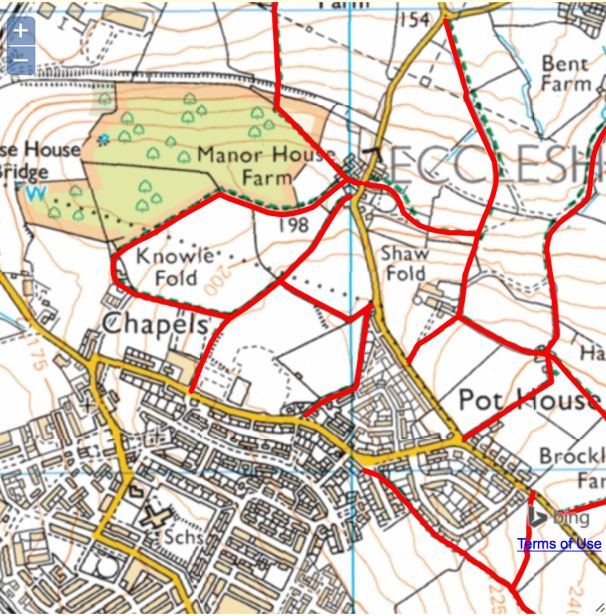 +
Farm
154
–
Bent
Farm
se House
Bridge
Manor House
Farm
ECCLESH
W
198
Knowle
Fold
Shaw
Fold
200
Chapels
175
Ha
Pot House
Brockl
Far
bing
Schs
Terms of Use
225
24